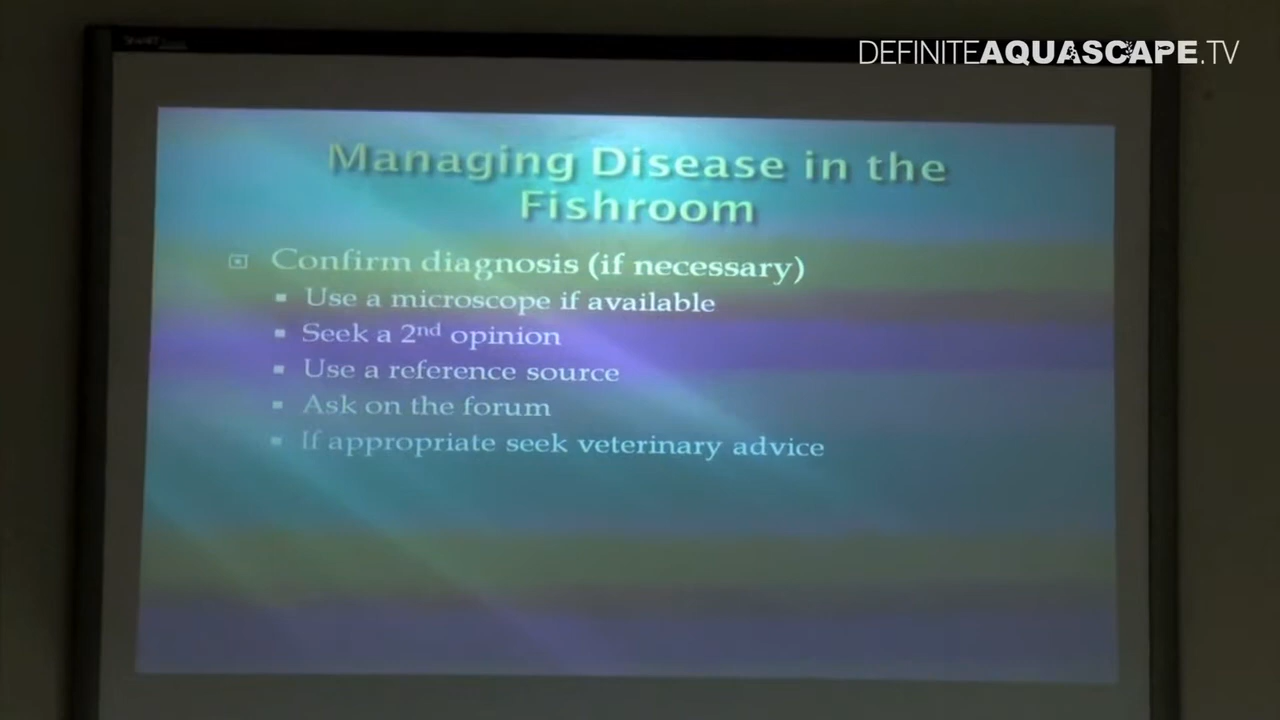 DEFINITEAQUASCAPE.TV
Managing Disease in the
Fishroom
Confirm diagnosis (if necessary)
Use a microscope if available
Seek a 2nd opinion
Use a reference source
Ask on the forum
If appropriate seek veterinary advice